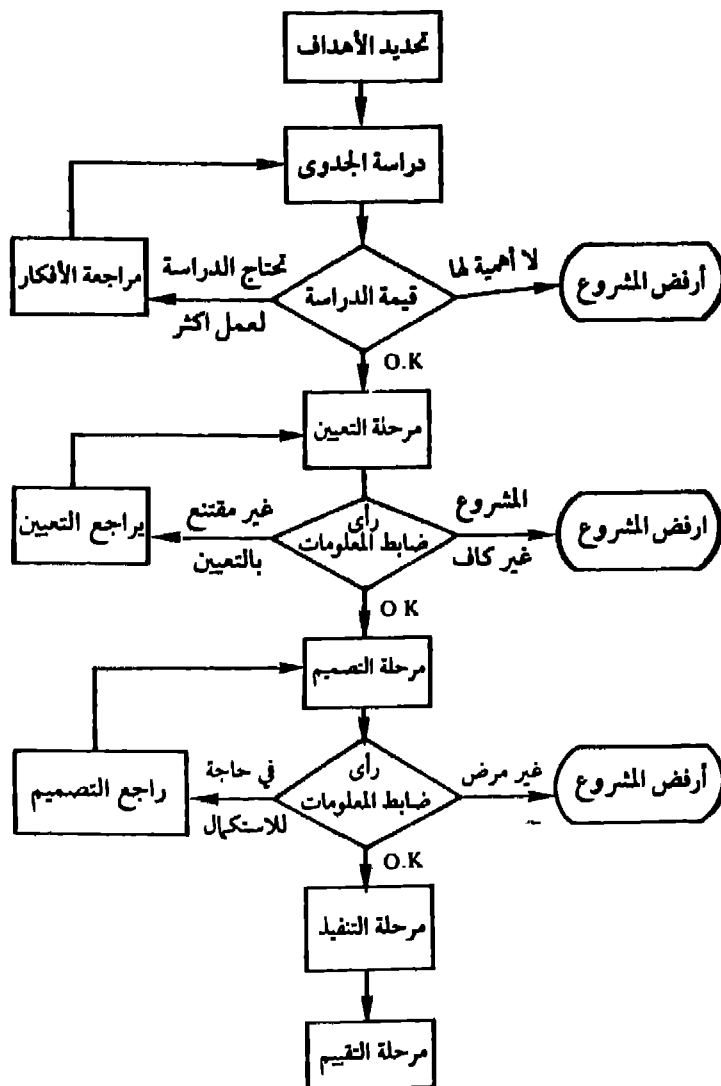 تحديد الأهداف
دراسة الجدوى
لا أهمية لها
أرفض المشروع
قيمة الدراسة
تحتاج الدراسة
لعمل اكثر
مراجعة الأفكار
O.K
مرحلة التعيين
المشروع
غير كاف
ارفض المشروع
رأى
ضابط المعلومات
غير مقتنع
بالتعيين
يراجع التعيين
O K
مرحلة التصميم
غير مرض
أرفض المشروع
رأى
ضابط المعلومات
في حاجة
للاستكمال
راجع التصميم
O.K
مرحلة التنفيذ
مرحلة التقييم